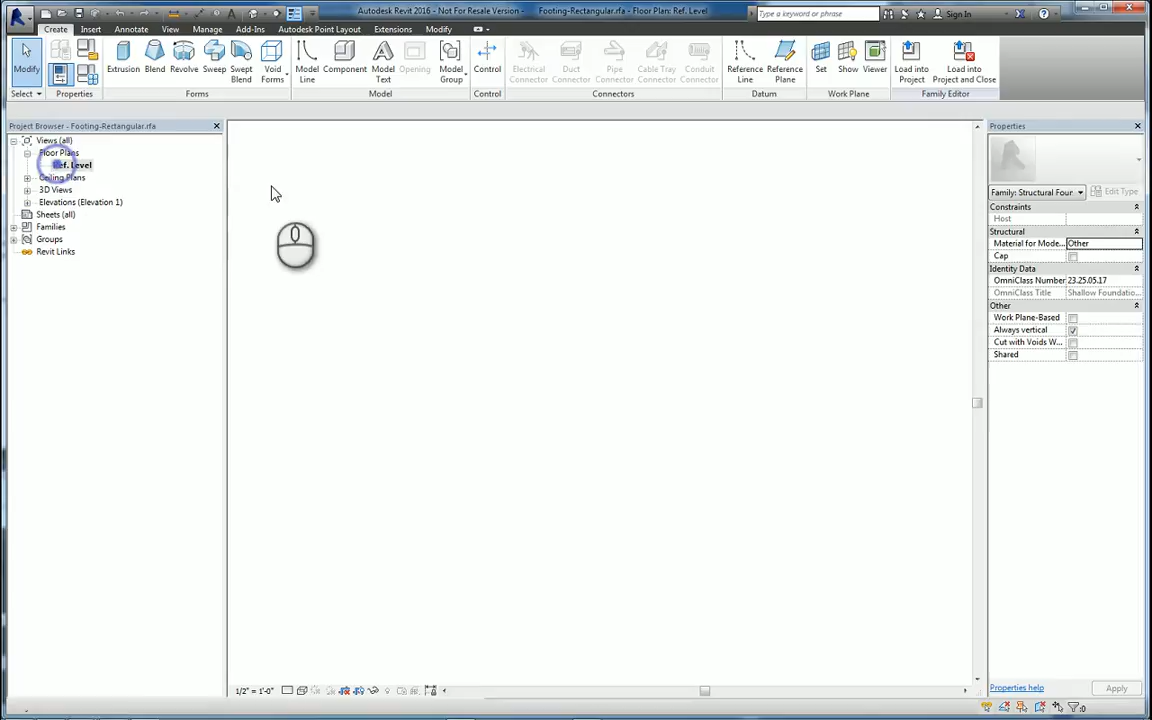 Autodesk Revit 2016 - Not For Resale Version - Footing-Rectangular.rfa - Floor Plan: Ref. Level
Type a keyword or phrase
Sign In
Create Insert Annotate View Manage Add-Ins Autodesk Point Layout Extensions Modify
Modify Extrusion Blend Revolve Sweep Swept Blend Void Forms Model Line Component Model Text Opening Model Group Control Electrical Connector Duct Connector Pipe Connector Cable Tray Connector Conduit Connector Reference Line Reference Plane Set Show Viewer Load into Project Load into Project and Close
Select Properties Forms Model Control Connectors Datum Work Plane Family Editor
Project Browser - Footing-Rectangular.rfa
Views (all)
Floor Plans
Ref. Level
Ceiling Plans
3D Views
Elevations (Elevation 1)
Sheets (all)
Families
Groups
Revit Links
Properties
Family: Structural Four
Edit Type
Constraints
Host
Structural
Material for Mode... Other
Cap
Identity Data
OmniClass Number 23.25.05.17
OmniClass Title Shallow Foundatio...
Other
Work Plane-Based
Always vertical
Cut with Voids W...
Shared
Properties help
Apply
1/2" = 1'-0"
:0